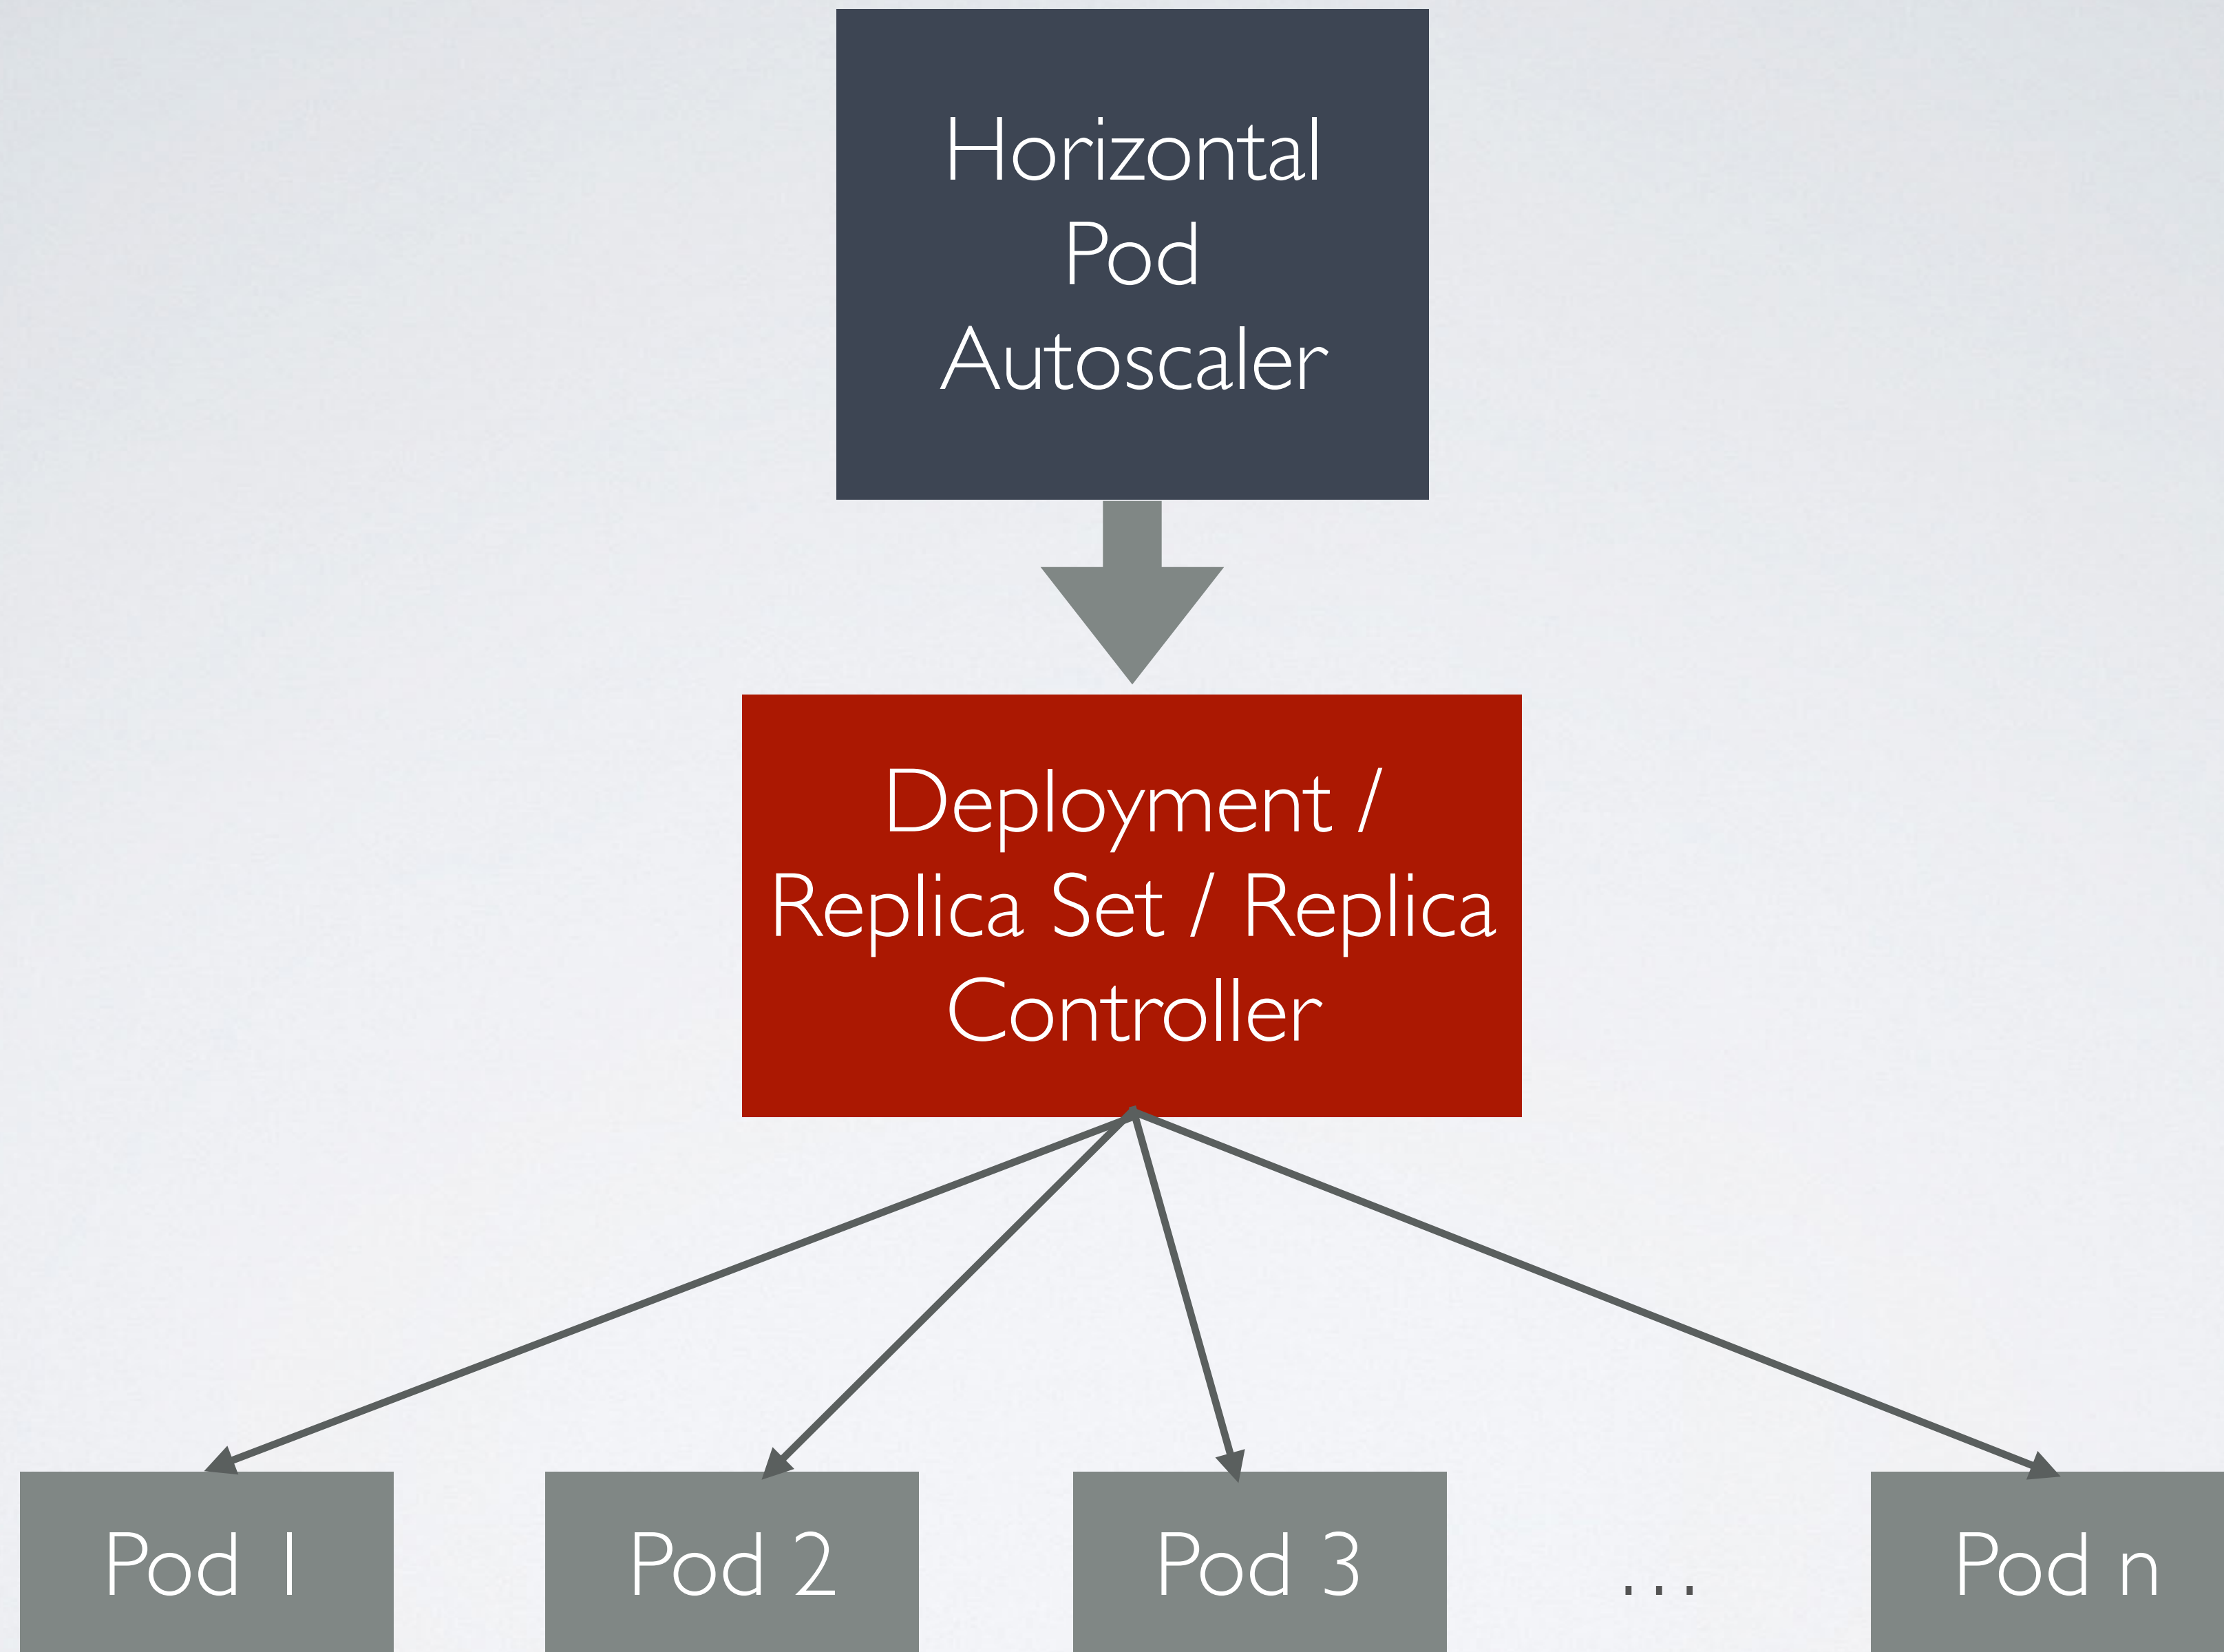 Horizontal
Pod
Autoscaler
Deployment /
Replica Set / Replica
Controller
Pod 1
Pod 2
Pod 3
...
Pod n